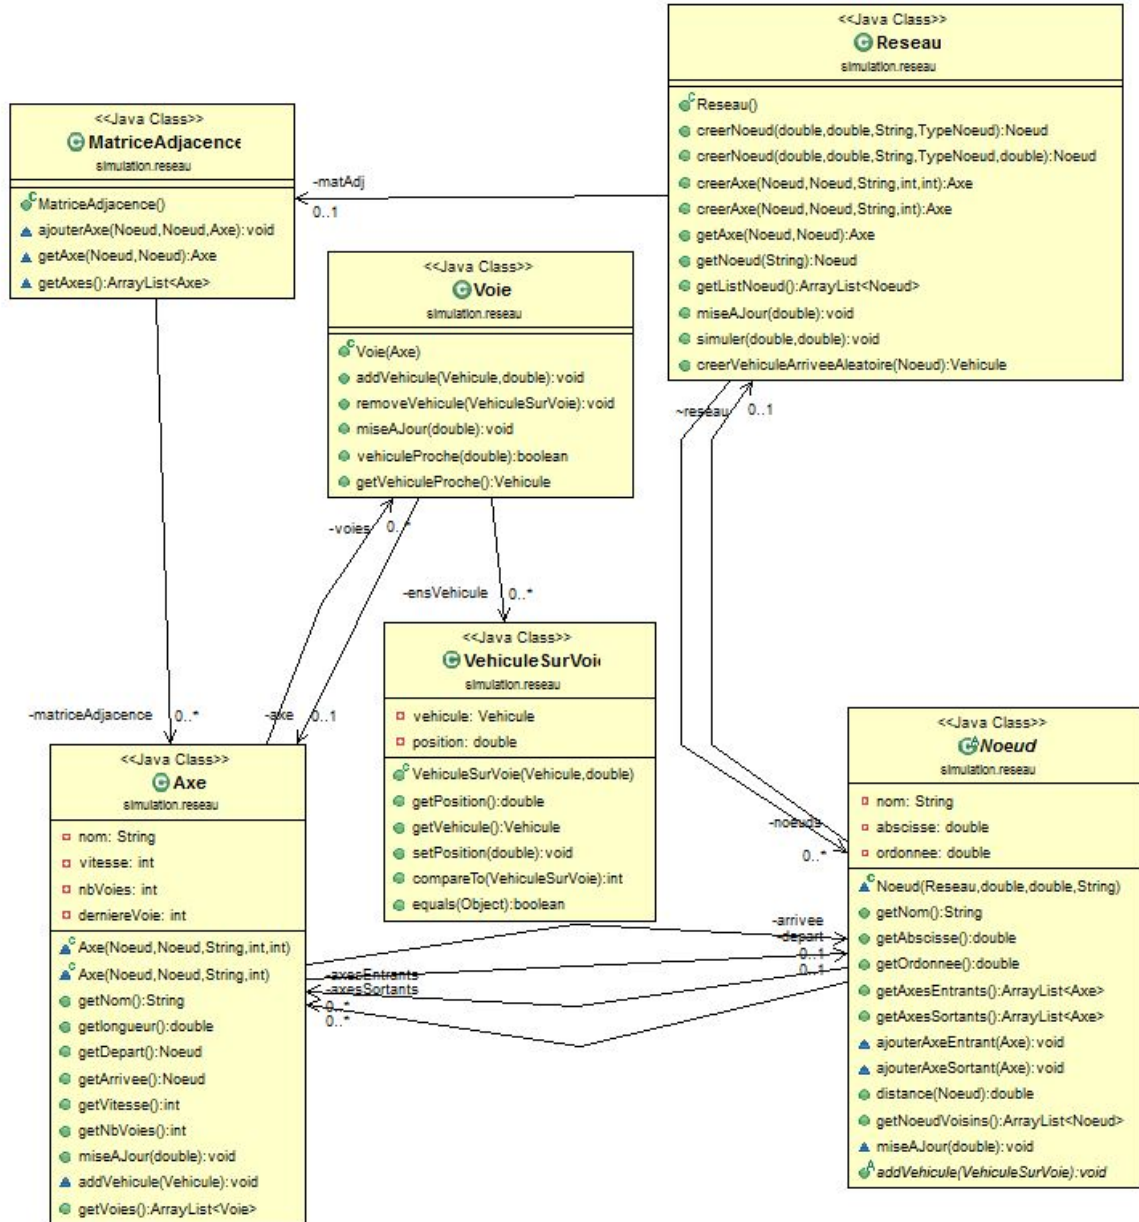 <<Java Class>>
Reseau
simulation.reseau
Reseau()
creerNoeud(double,double,String,TypeNoeud):Noeud
creerNoeud(double,double,String,TypeNoeud,double):Noeud
creerAxe(Noeud,Noeud,String,int,int):Axe
creerAxe(Noeud,Noeud,String,int):Axe
getAxe(Noeud,Noeud):Axe
getNoeud(String):Noeud
getListNoeud():ArrayList<Noeud>
miseAJour(double):void
simuler(double,double):void
creerVehiculeArriveeAleatoire(Noeud):Vehicule
<<Java Class>>
MatriceAdjacence
simulation.reseau
MatriceAdjacence()
ajouterAxe(Noeud,Noeud,Axe):void
getAxe(Noeud,Noeud):Axe
getAxes():ArrayList<Axe>
-matAdj
0..1
<<Java Class>>
Voie
simulation.reseau
Voie(Axe)
addVehicule(Vehicule,double):void
removeVehicule(VehiculeSurVoie):void
miseAJour(double):void
vehiculeProche(double):boolean
getVehiculeProche():Vehicule
~reseau
0..1
-voies
0..*
-ensVehicule
0..*
<<Java Class>>
VehiculeSurVoi
simulation.reseau
vehicule: Vehicule
position: double
VehiculeSurVoie(Vehicule,double)
getPosition():double
getVehicule():Vehicule
setPosition(double):void
compareTo(VehiculeSurVoie):int
equals(Object):boolean
-matriceAdjacence
0..*
-axe
0..1
<<Java Class>>
Axe
simulation.reseau
nom: String
vitesse: int
nbVoies: int
derniereVoie: int
Axe(Noeud,Noeud,String,int,int)
Axe(Noeud,Noeud,String,int)
getNom():String
getlongueur():double
getDepart():Noeud
getArrivee():Noeud
getVitesse():int
getNbVoies():int
miseAJour(double):void
addVehicule(Vehicule):void
getVoies():ArrayList<Voie>
-noeuds
0..*
<<Java Class>>
Noeud
simulation.reseau
nom: String
abscisse: double
ordonnee: double
Noeud(Reseau,double,double,String)
getNom():String
getAbscisse():double
getOrdonnee():double
getAxesEntrants():ArrayList<Axe>
getAxesSortants():ArrayList<Axe>
ajouterAxeEntrant(Axe):void
ajouterAxeSortant(Axe):void
distance(Noeud):double
getNoeudVoisins():ArrayList<Noeud>
miseAJour(double):void
addVehicule(VehiculeSurVoie):void
-arrivee
-depart
0..1
0..1
-axesEntrants
-axesSortants
0..*
0..*